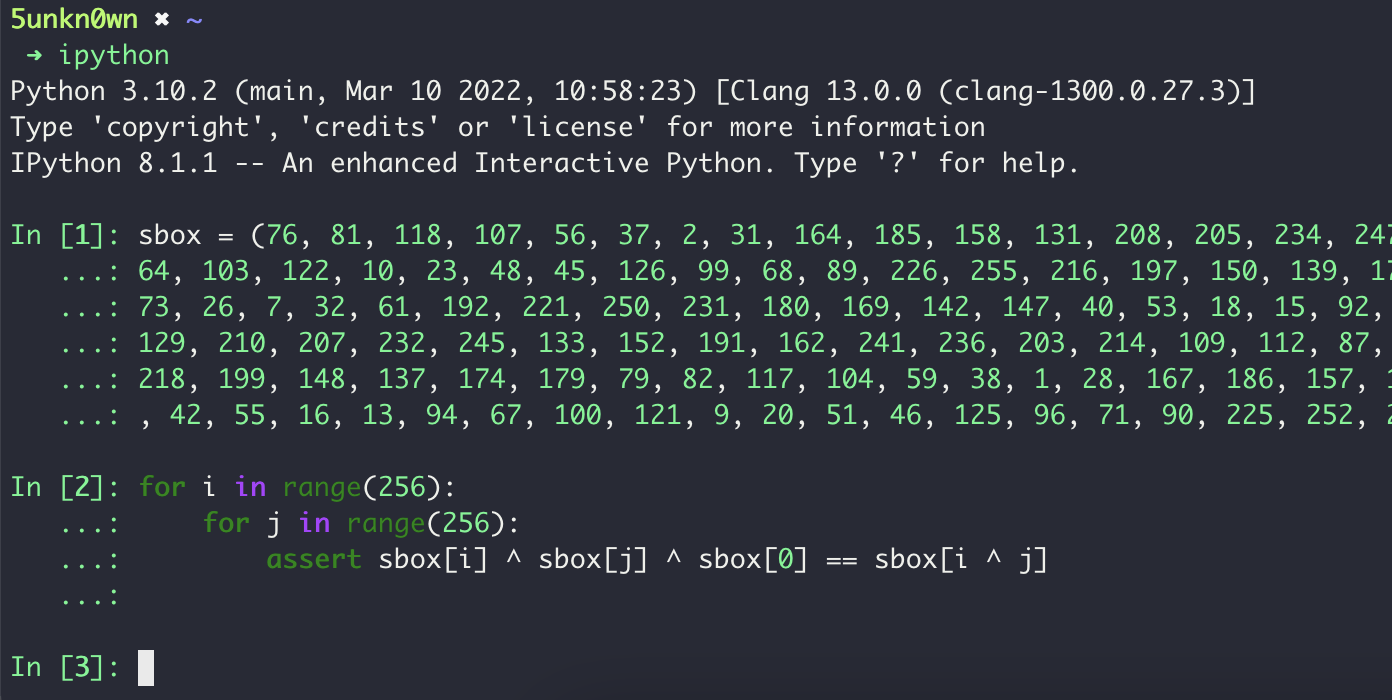 5unkn0wn ✖ ~
➜ ipython
Python 3.10.2 (main, Mar 10 2022, 10:58:23) [Clang 13.0.0 (clang-1300.0.27.3)]
Type 'copyright', 'credits' or 'license' for more information
IPython 8.1.1 -- An enhanced Interactive Python. Type '?' for help.
In [1]: sbox = (76, 81, 118, 107, 56, 37, 2, 31, 164, 185, 158, 131, 208, 205, 234, 247
...: 64, 103, 122, 10, 23, 48, 45, 126, 99, 68, 89, 226, 255, 216, 197, 150, 139, 17
...: 73, 26, 7, 32, 61, 192, 221, 250, 231, 180, 169, 142, 147, 40, 53, 18, 15, 92,
...: 129, 210, 207, 232, 245, 133, 152, 191, 162, 241, 236, 203, 214, 109, 112, 87,
...: 218, 199, 148, 137, 174, 179, 79, 82, 117, 104, 59, 38, 1, 28, 167, 186, 157, 1
...: , 42, 55, 16, 13, 94, 67, 100, 121, 9, 20, 51, 46, 125, 96, 71, 90, 225, 252, 2
In [2]: for i in range(256):
...:     for j in range(256):
...:         assert sbox[i] ^ sbox[j] ^ sbox[0] == sbox[i ^ j]
...:
In [3]: